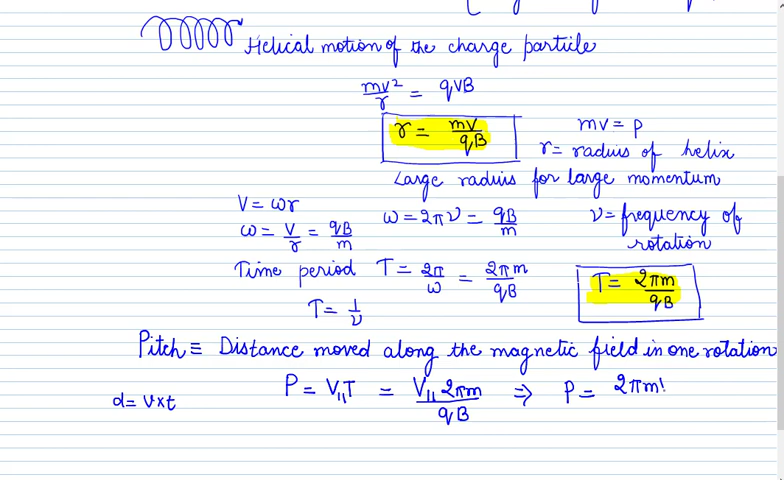 Helical motion of the charge particle
mv²/r = qVB
r = mv/qB
mv = p
r = radius of helix
Large radius for large momentum
V = ωr
ω = V/r = qB/m
ω = 2πν = qB/m
ν = frequency of rotation
Time period T = 2π/ω = 2πm/qB
T = 2πm/qB
T = 1/ν
Pitch ≡ Distance moved along the magnetic field in one rotation
d = v×t
P = V∥T = V∥ 2πm/qB ⇒ P = 2πm